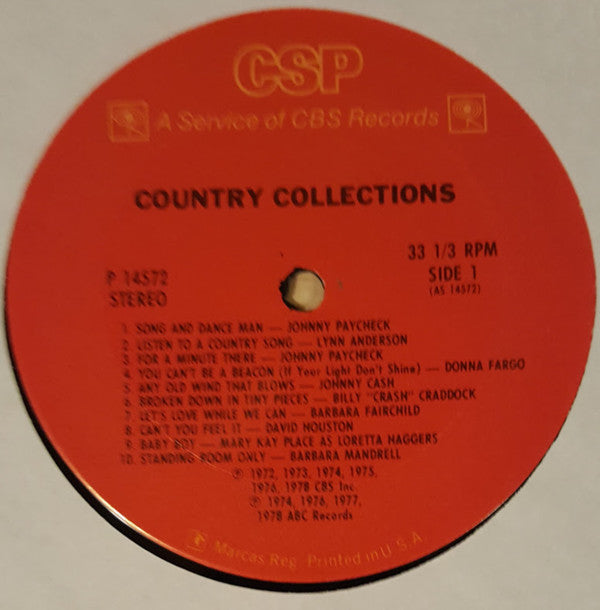 CSP
A Service of CBS Records
COUNTRY COLLECTIONS
33 1/3 RPM
P 14572
SIDE 1
STEREO
(AS 14572)
1. SONG AND DANCE MAN — JOHNNY PAYCHECK
2. LISTEN TO A COUNTRY SONG — LYNN ANDERSON
3. FOR A MINUTE THERE — JOHNNY PAYCHECK
4. YOU CAN'T BE A BEACON (If Your Light Don't Shine) — DONNA FARGO
5. ANY OLD WIND THAT BLOWS — JOHNNY CASH
6. BROKEN DOWN IN TINY PIECES — BILLY "CRASH" CRADDOCK
7. LET'S LOVE WHILE WE CAN — BARBARA FAIRCHILD
8. CAN'T YOU FEEL IT — DAVID HOUSTON
9. BABY BOY — MARY KAY PLACE AS LORETTA HAGGERS
10. STANDING ROOM ONLY — BARBARA MANDRELL
℗ 1972, 1973, 1974, 1975,
1976, 1978 CBS Inc.
℗ 1974, 1976, 1977,
1978 ABC Records
Marcas Reg. Printed in U.S.A.